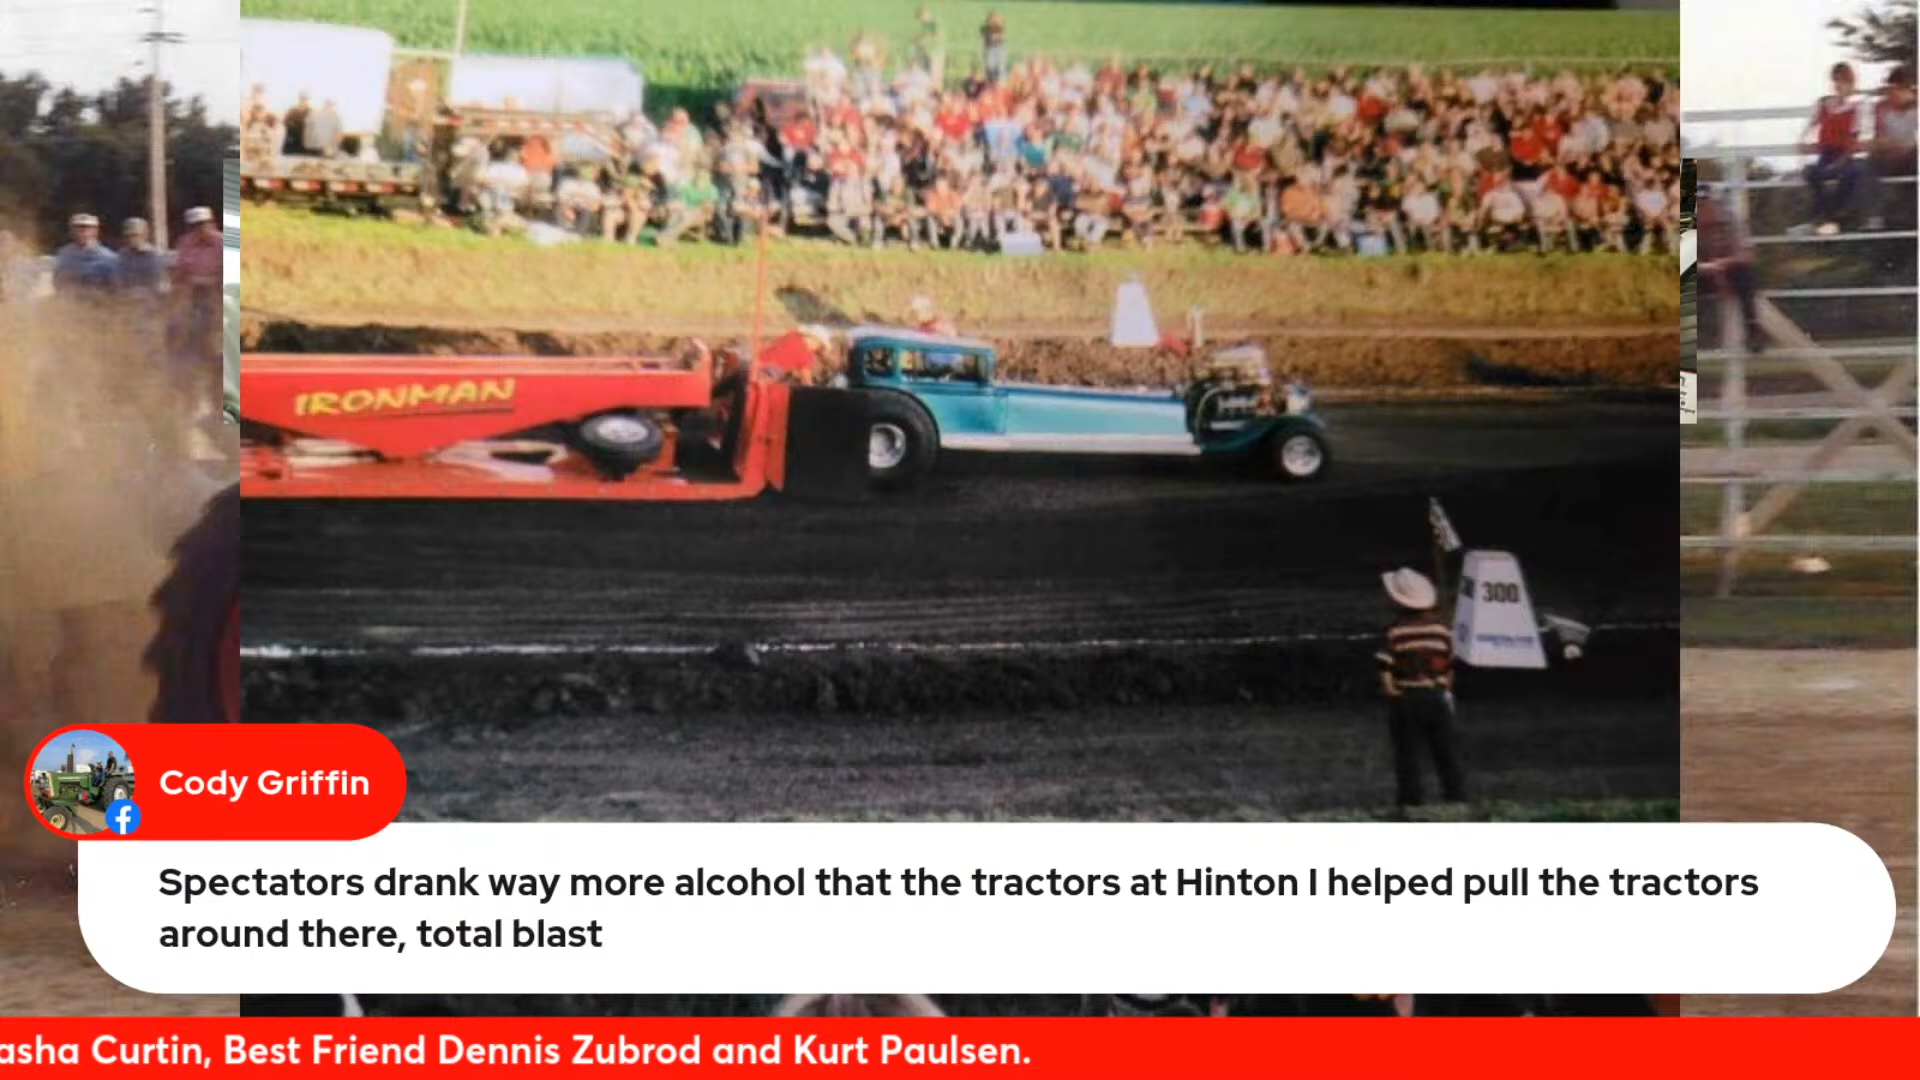 IRONMAN
300
Cody Griffin
Spectators drank way more alcohol that the tractors at Hinton I helped pull the tractors
around there, total blast
asha Curtin, Best Friend Dennis Zubrod and Kurt Paulsen.